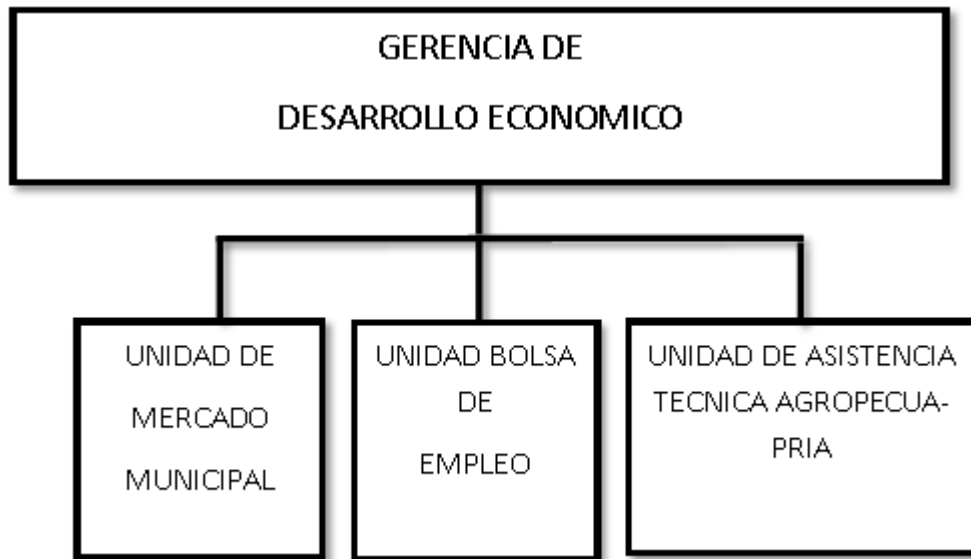 GERENCIA DE
DESARROLLO ECONOMICO
UNIDAD DE
MERCADO
MUNICIPAL
UNIDAD BOLSA
DE
EMPLEO
UNIDAD DE ASISTENCIA
TECNICA AGROPECUA-
PRIA